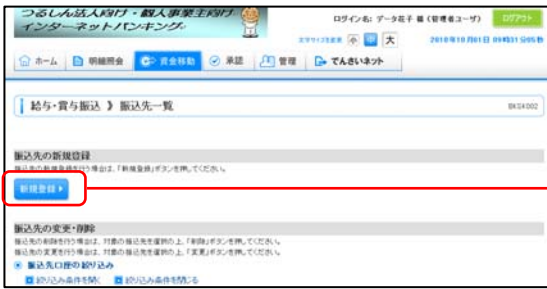 つるしん法人向け・個人事業主向け
インターネットバンキング
ログイン名: データ花子 様 (管理者ユーザ)
ログアウト
文字サイズ変更 小 中 大
2018年10月01日 09時31分05秒
ホーム
明細照会
資金移動
承認
管理
でんさいネット
給与・賞与振込 》 振込先一覧
BKGK002
振込先の新規登録
振込先の新規登録を行う場合は、「新規登録」ボタンを押してください。
新規登録
振込先の変更・削除
振込先の削除を行う場合は、対象の振込先を選択の上、「削除」ボタンを押してください。
振込先の変更を行う場合は、対象の振込先を選択の上、「変更」ボタンを押してください。
振込先口座の絞り込み
絞り込み条件を開く
絞り込み条件を閉じる